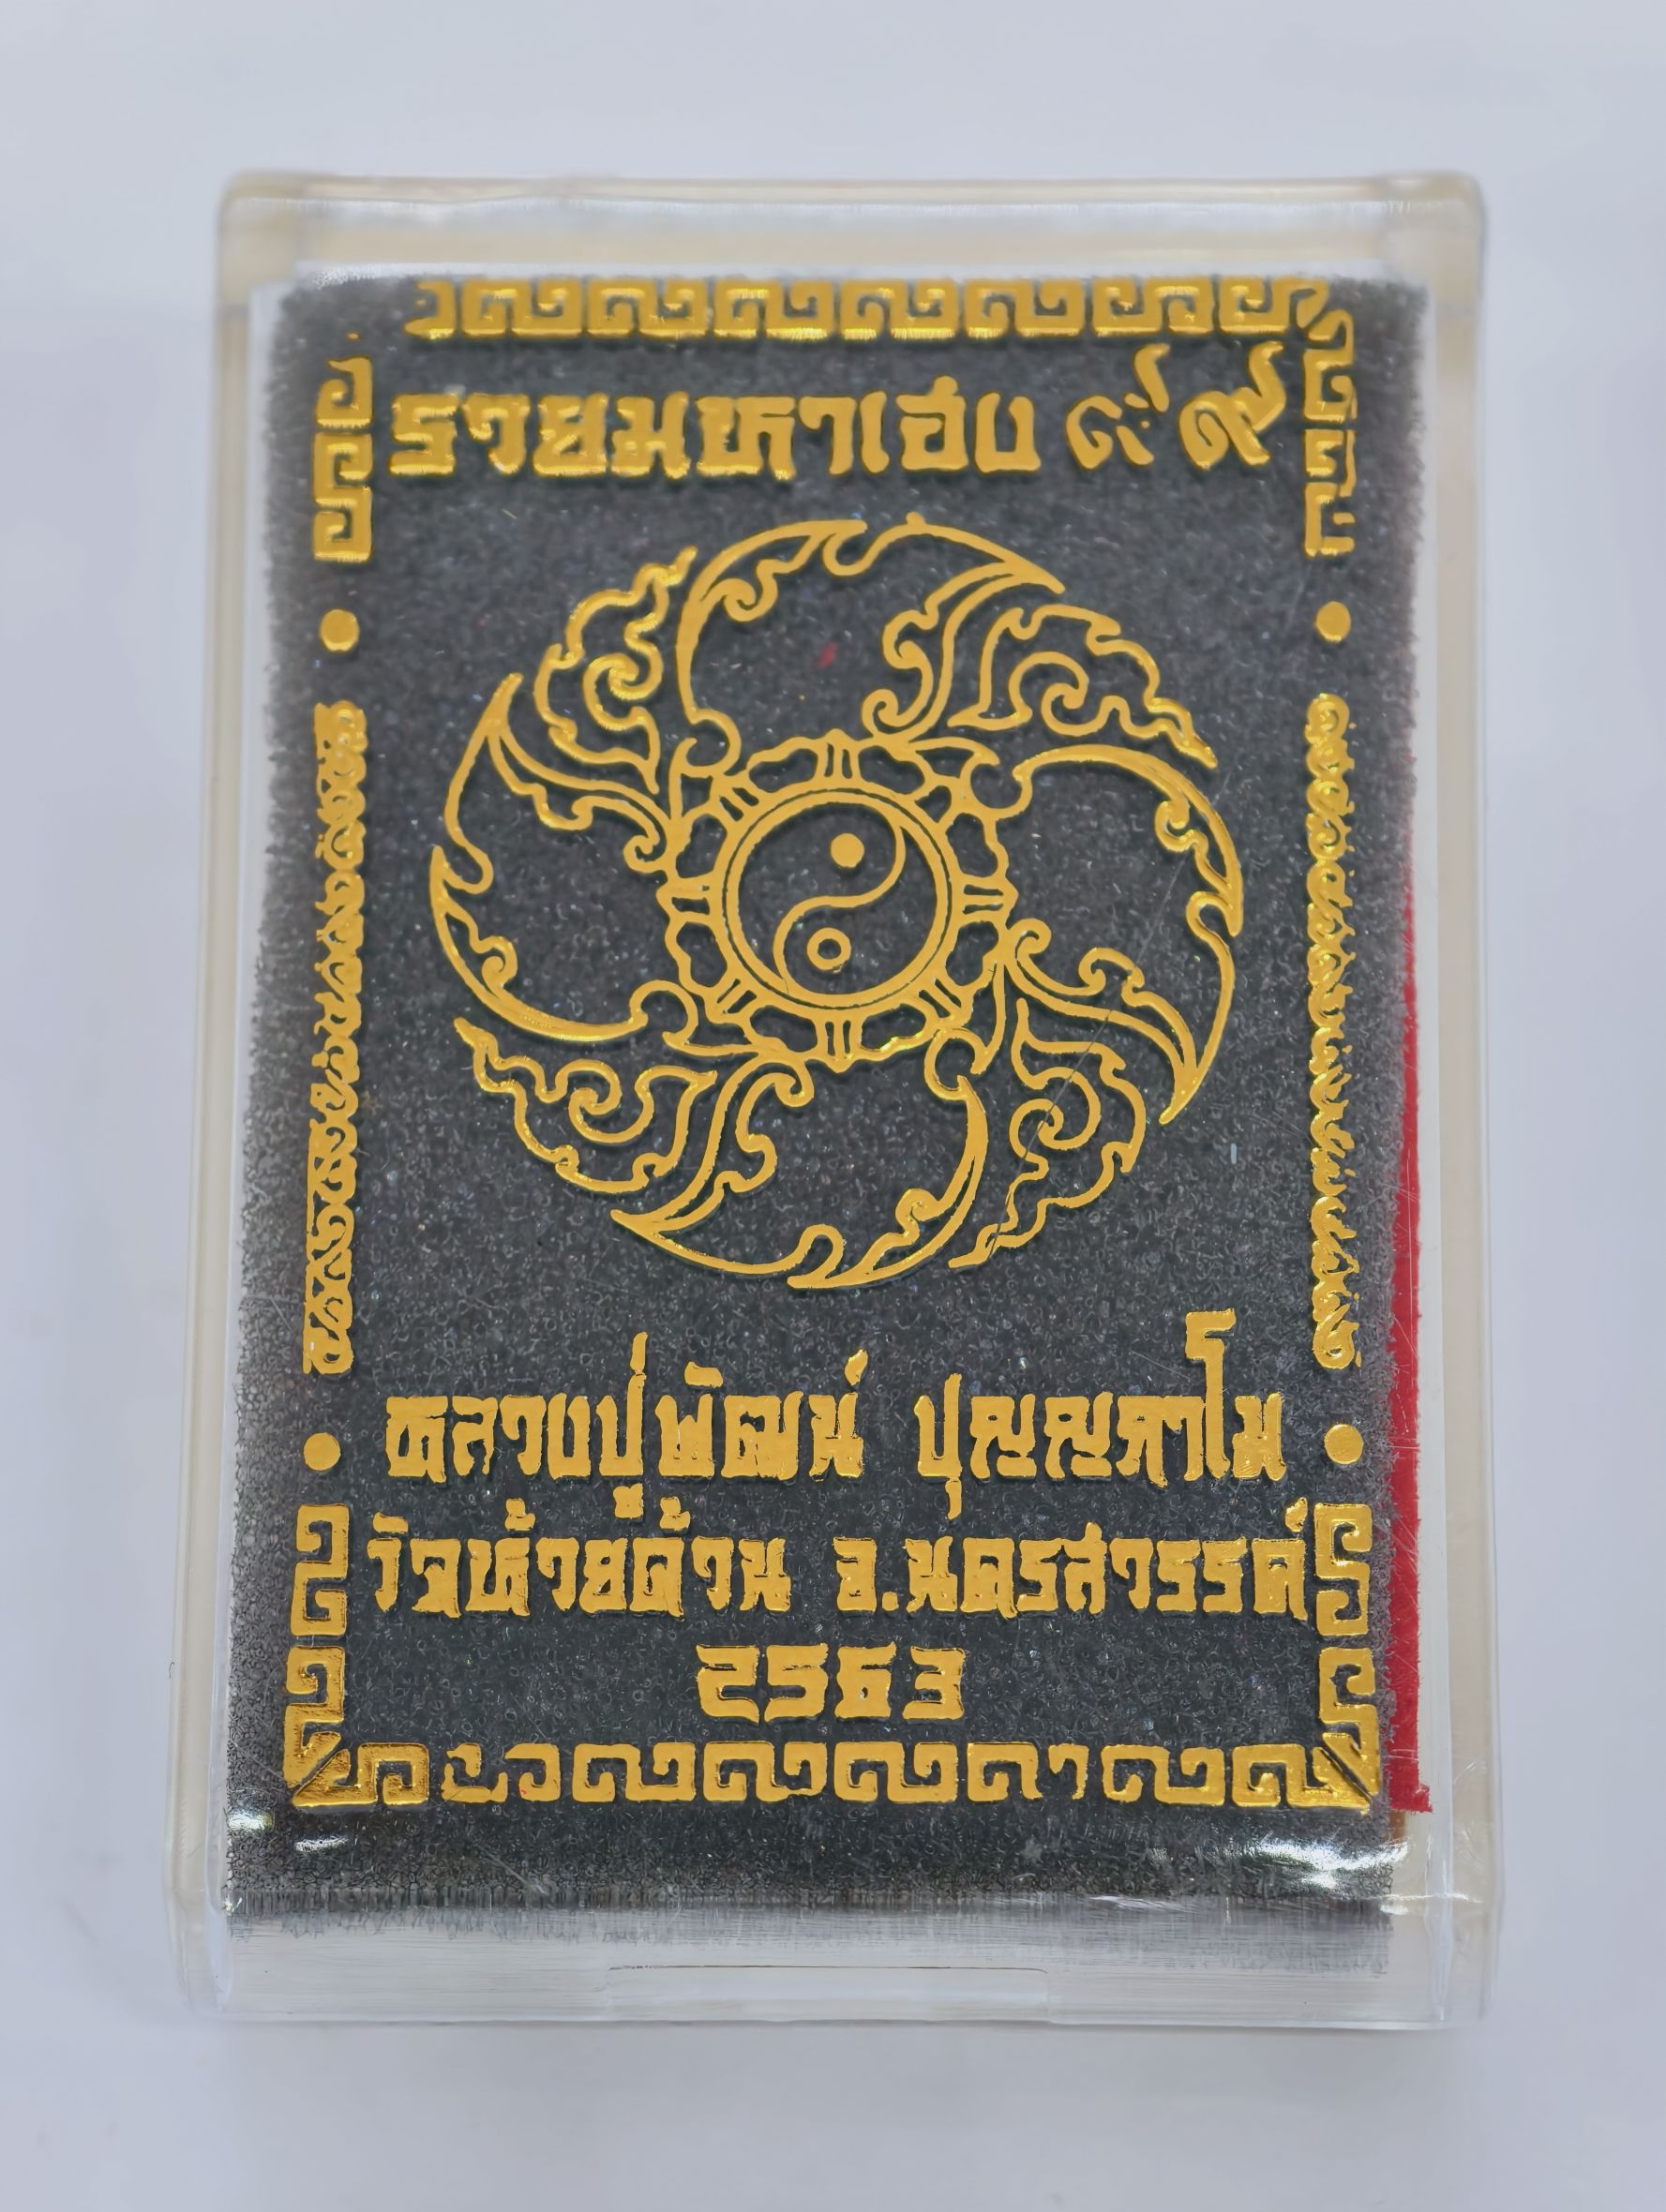 รวยมหาเฮง ๙๙
หลวงปู่พัฒน์ ปุญญกาโม
วัดห้วยด้วน จ.นครสวรรค์
2563